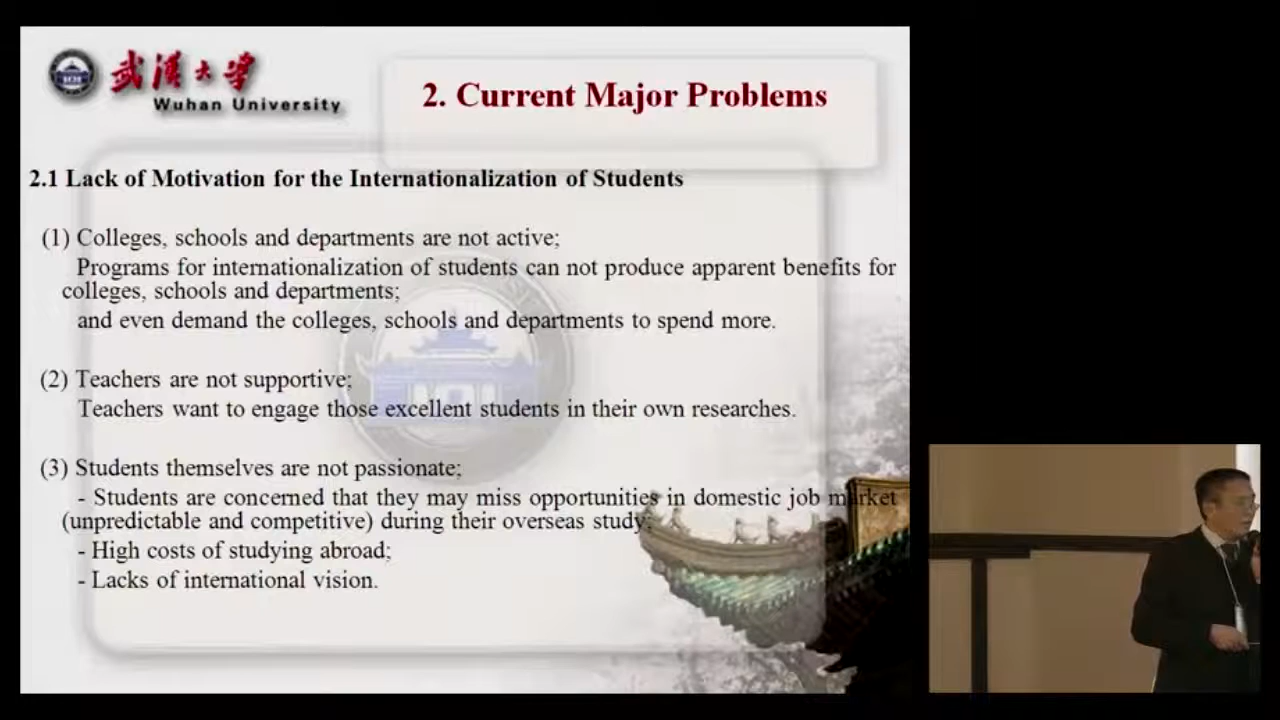 武漢大学
Wuhan University
2. Current Major Problems
2.1 Lack of Motivation for the Internationalization of Students
(1) Colleges, schools and departments are not active;
Programs for internationalization of students can not produce apparent benefits for
colleges, schools and departments;
and even demand the colleges, schools and departments to spend more.
(2) Teachers are not supportive;
Teachers want to engage those excellent students in their own researches.
(3) Students themselves are not passionate;
- Students are concerned that they may miss opportunities in domestic job market
(unpredictable and competitive) during their overseas study;
- High costs of studying abroad;
- Lacks of international vision.